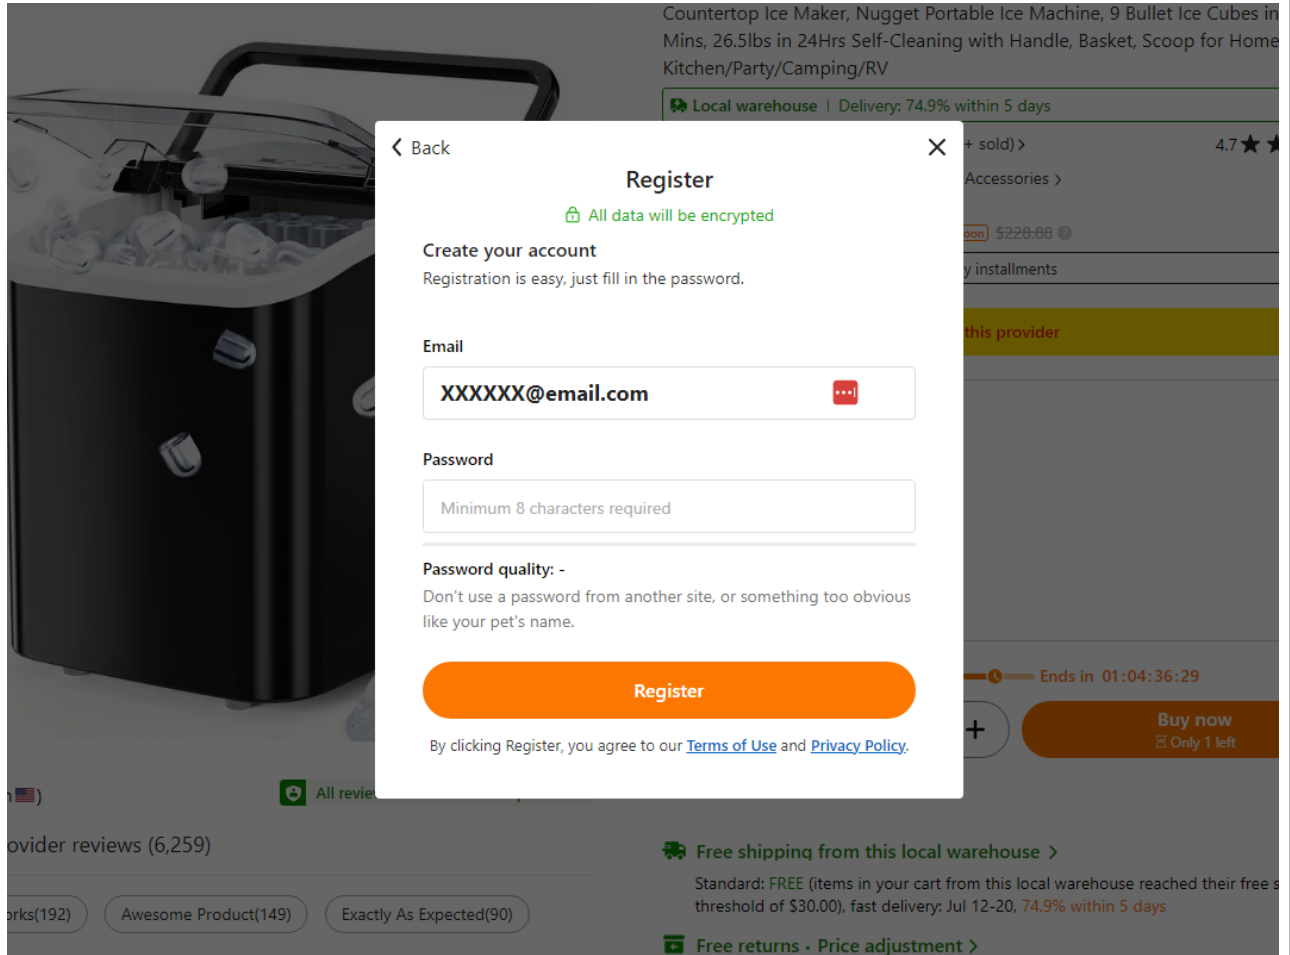 Countertop Ice Maker, Nugget Portable Ice Machine, 9 Bullet Ice Cubes in
Mins, 26.5lbs in 24Hrs Self-Cleaning with Handle, Basket, Scoop for Home
Kitchen/Party/Camping/RV
Local warehouse | Delivery: 74.9% within 5 days
+ sold) >
4.7
Accessories >
$228.88
installments
this provider
< Back
Register
All data will be encrypted
Create your account
Registration is easy, just fill in the password.
Email
XXXXXX@email.com
Password
Minimum 8 characters required
Password quality: -
Don't use a password from another site, or something too obvious
like your pet's name.
Register
By clicking Register, you agree to our Terms of Use and Privacy Policy.
Ends in 01:04:36:29
+
Buy now
Only 1 left
All
reviews (6,259)
Awesome Product(149)
Exactly As Expected(90)
Free shipping from this local warehouse >
Standard: FREE (items in your cart from this local warehouse reached their free
threshold of $30.00), fast delivery: Jul 12-20, 74.9% within 5 days
Free returns · Price adjustment >